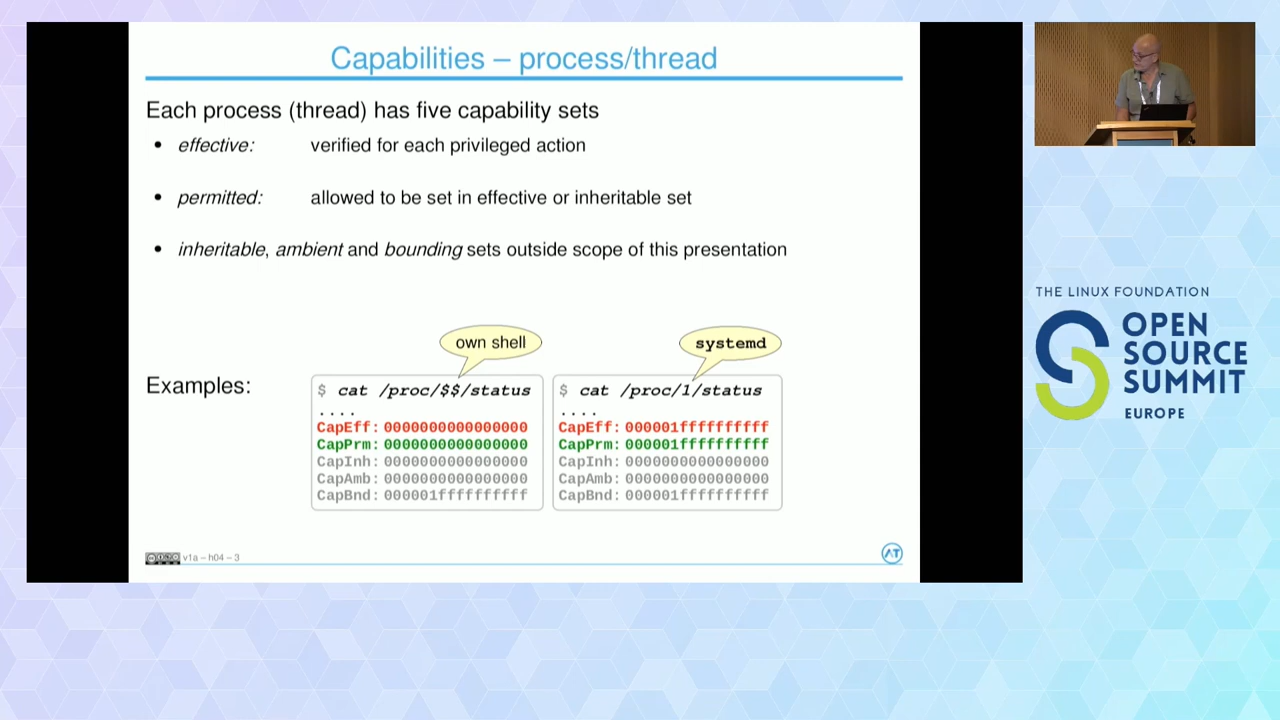 Capabilities – process/thread
Each process (thread) has five capability sets
• effective: verified for each privileged action
• permitted: allowed to be set in effective or inheritable set
• inheritable, ambient and bounding sets outside scope of this presentation
own shell
systemd
Examples:
$ cat /proc/$$/status
....
CapEff: 0000000000000000
CapPrm: 0000000000000000
CapInh: 0000000000000000
CapAmb: 0000000000000000
CapBnd: 000001ffffffffff
$ cat /proc/1/status
....
CapEff: 000001ffffffffff
CapPrm: 000001ffffffffff
CapInh: 0000000000000000
CapAmb: 0000000000000000
CapBnd: 000001ffffffffff
v1a – h04 – 3
AT
THE LINUX FOUNDATION
OPEN
SOURCE
SUMMIT
EUROPE